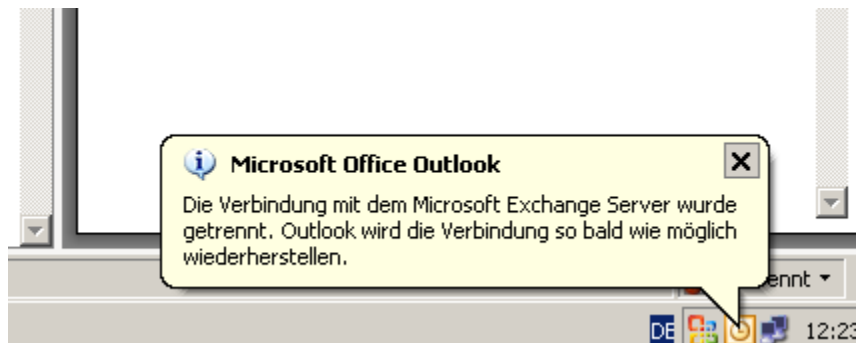 Microsoft Office Outlook
Die Verbindung mit dem Microsoft Exchange Server wurde
getrennt. Outlook wird die Verbindung so bald wie möglich
wiederherstellen.
ennt
DE 12:23